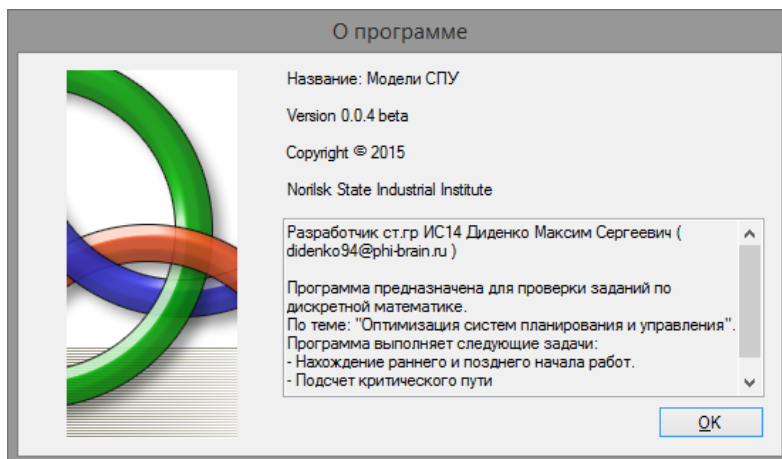 О программе
Название: Модели СПУ
Version 0.0.4 beta
Copyright © 2015
Norilsk State Industrial Institute
Разработчик ст.гр ИС14 Диденко Максим Сергеевич (
didenko94@phi-brain.ru )
Программа предназначена для проверки заданий по
дискретной математике.
По теме: "Оптимизация систем планирования и управления".
Программа выполняет следующие задачи:
- Нахождение раннего и позднего начала работ.
- Подсчет критического пути
OK